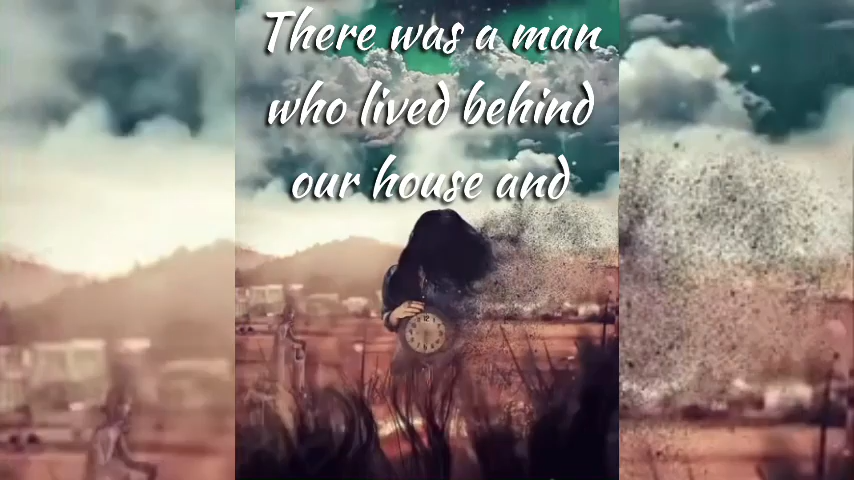 There was a man
who lived behind
our house and